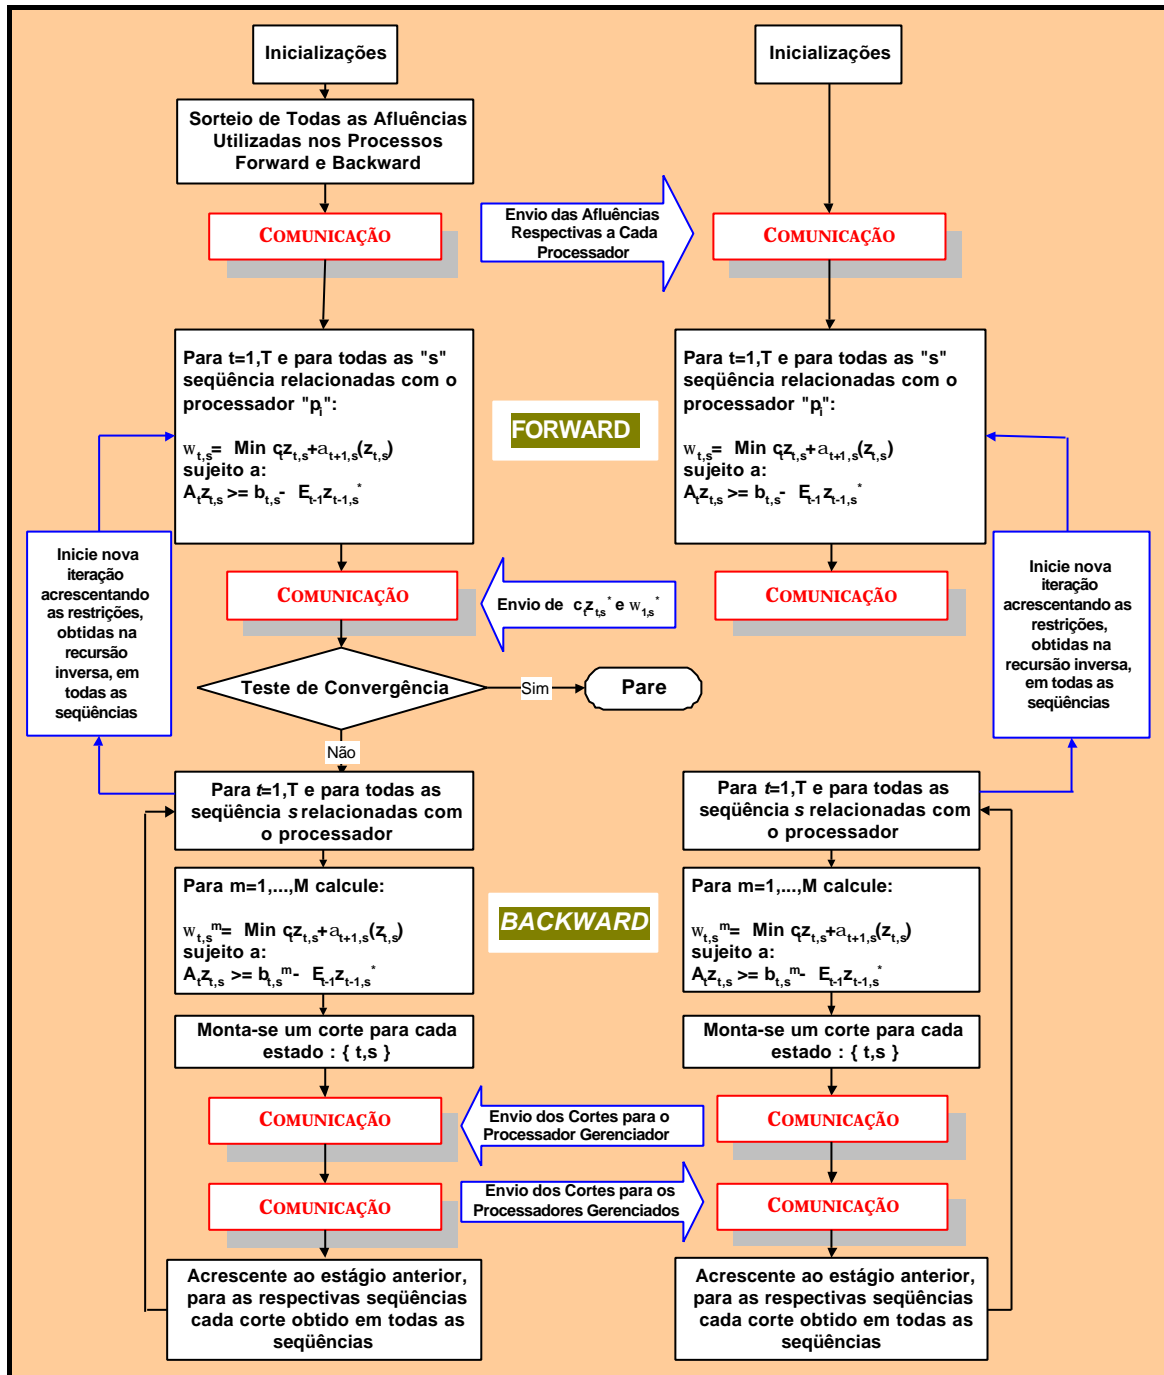 Inicializações
Inicializações
Sorteio de Todas as Afluências
Utilizadas nos Processos
Forward e Backward
COMUNICAÇÃO
Envio das Afluências
Respectivas a Cada
Processador
COMUNICAÇÃO
Para t=1,T e para todas as "s"
seqüência relacionadas com o
processador "pi":
wt,s= Min ctzt,s+at+1,s(zt,s)
sujeito a:
Atzt,s >= bt,s- Et-1zt-1,s*
FORWARD
Para t=1,T e para todas as "s"
seqüência relacionadas com o
processador "pi":
wt,s= Min ctzt,s+at+1,s(zt,s)
sujeito a:
Atzt,s >= bt,s- Et-1zt-1,s*
Inicie nova
iteração
acrescentando
as restrições,
obtidas na
recursão
inversa, em
todas as
seqüências
COMUNICAÇÃO
Envio de ctzt,s* e w1,s*
COMUNICAÇÃO
Inicie nova
iteração
acrescentando as
restrições,
obtidas na
recursão inversa,
em todas as
seqüências
Teste de Convergência
Sim
Pare
Não
Para t=1,T e para todas as
seqüência s relacionadas com
o processador
Para t=1,T e para todas as
seqüência s relacionadas com
o processador
Para m=1,...,M calcule:
wt,sm= Min ctzt,s+at+1,s(zt,s)
sujeito a:
Atzt,s >= bt,sm- Et-1zt-1,s*
BACKWARD
Para m=1,...,M calcule:
wt,sm= Min ctzt,s+at+1,s(zt,s)
sujeito a:
Atzt,s >= bt,sm- Et-1zt-1,s*
Monta-se um corte para cada
estado : { t,s }
Monta-se um corte para cada
estado : { t,s }
COMUNICAÇÃO
Envio dos Cortes para o
Processador Gerenciador
COMUNICAÇÃO
COMUNICAÇÃO
Envio dos Cortes para os
Processadores Gerenciados
COMUNICAÇÃO
Acrescente ao estágio anterior,
para as respectivas seqüências
cada corte obtido em todas as
seqüências
Acrescente ao estágio anterior,
para as respectivas seqüências
cada corte obtido em todas as
seqüências